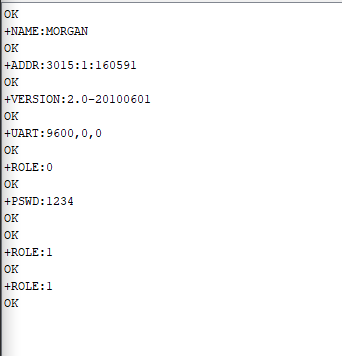 OK
+NAME:MORGAN
OK
+ADDR:3015:1:160591
OK
+VERSION:2.0-20100601
OK
+UART:9600,0,0
OK
+ROLE:0
OK
+PSWD:1234
OK
OK
+ROLE:1
OK
+ROLE:1
OK